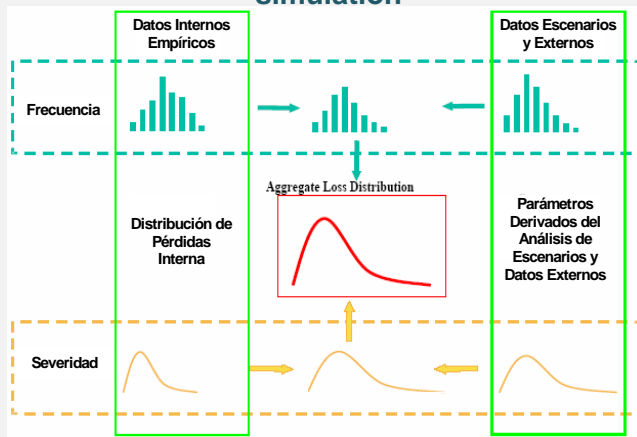 simulation
Datos Internos
Empíricos
Datos Escenarios
y Externos
Frecuencia
Aggregate Loss Distribution
Distribución de
Pérdidas
Interna
Parámetros
Derivados del
Análisis de
Escenarios y
Datos Externos
Severidad